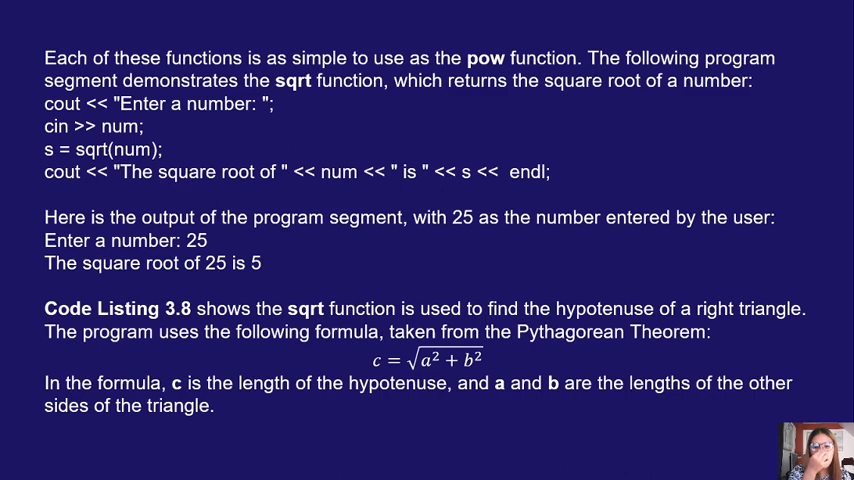 Each of these functions is as simple to use as the pow function. The following program
segment demonstrates the sqrt function, which returns the square root of a number:
cout << "Enter a number: ";
cin >> num;
s = sqrt(num);
cout << "The square root of " << num << " is " << s <<  endl;
Here is the output of the program segment, with 25 as the number entered by the user:
Enter a number: 25
The square root of 25 is 5
Code Listing 3.8 shows the sqrt function is used to find the hypotenuse of a right triangle.
The program uses the following formula, taken from the Pythagorean Theorem:
c = √a² + b²
In the formula, c is the length of the hypotenuse, and a and b are the lengths of the other
sides of the triangle.